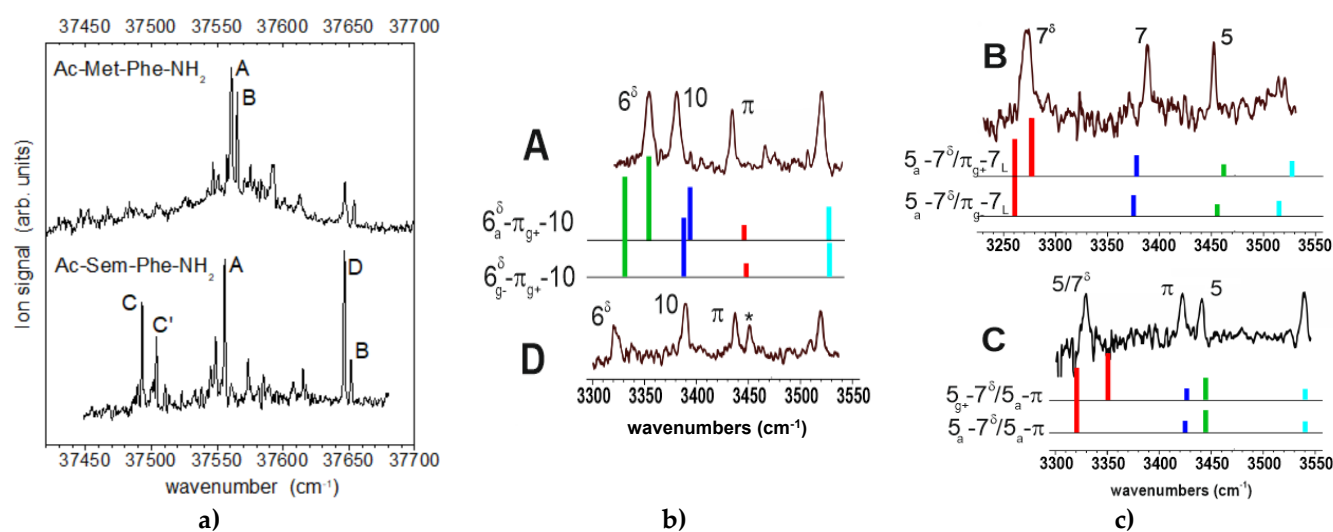 37450 37500 37550 37600 37650 37700
Ac-Met-Phe-NH2
A
B
Ac-Sem-Phe-NH2
A
D
C
C'
B
Ion signal (arb. units)
37450 37500 37550 37600 37650 37700
wavenumber (cm-1)
a)
6δ
10
π
A
6δa-πg+-10
6δg--πg+-10
6δ
10
π
*
D
3300 3350 3400 3450 3500 3550
wavenumbers (cm-1)
b)
B
7δ
7
5
5a-7δ/πg+-7L
5a-7δ/πg--7L
3250 3300 3350 3400 3450 3500 3550
5/7δ
π
5
C
5g+-7δ/5a-π
5a-7δ/5a-π
3300 3350 3400 3450 3500 3550
wavenumbers (cm-1)
c)